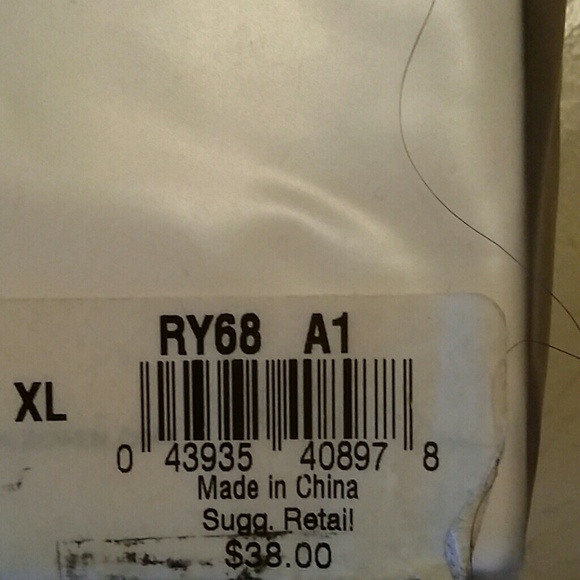 RY68 A1
XL
0 43935 40897 8
Made in China
Sugg. Retail
$38.00